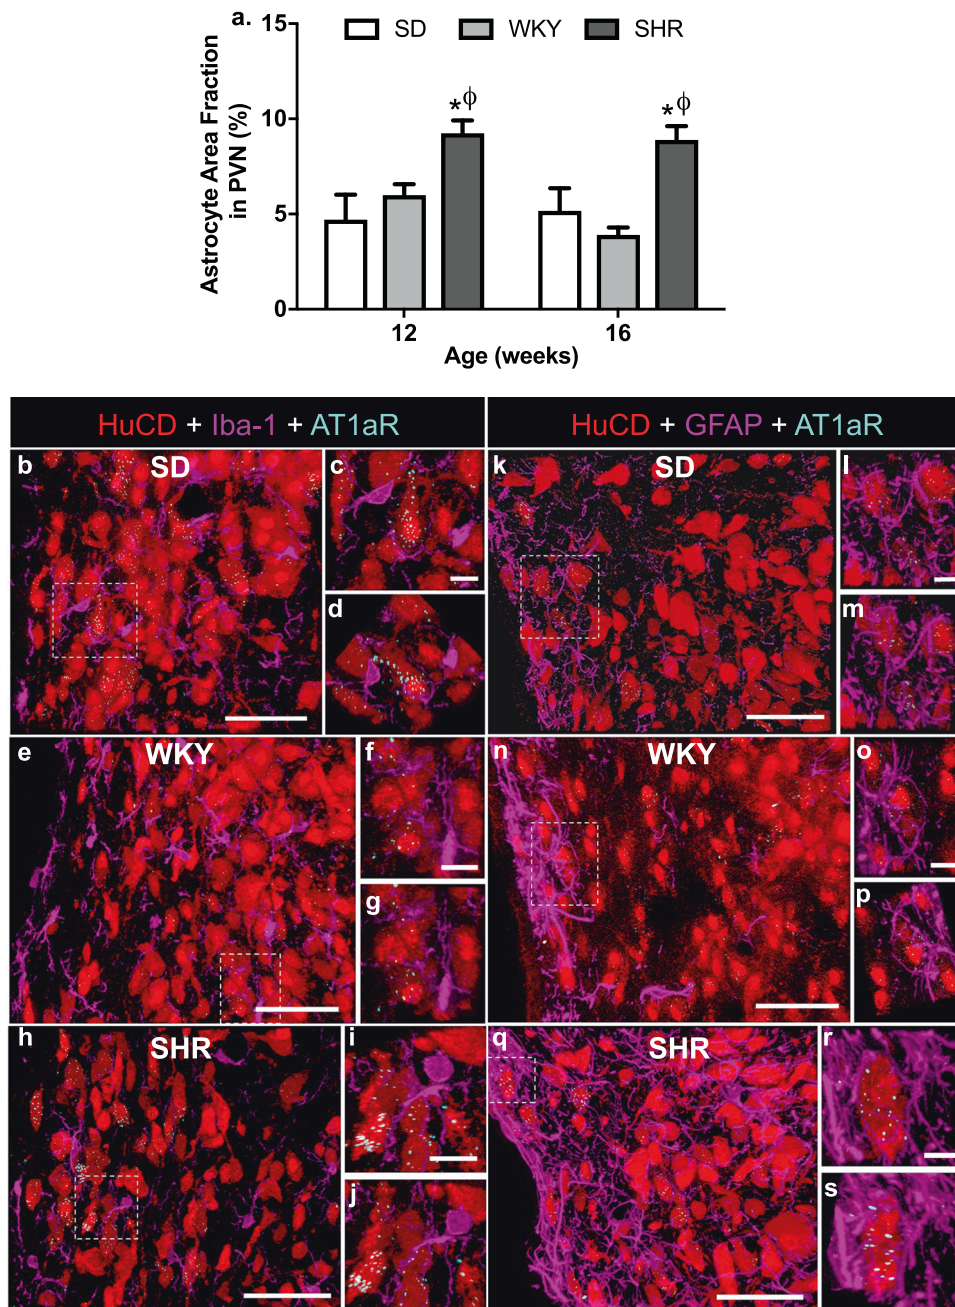 a.
SD WKY SHR
Astrocyte Area Fraction
in PVN (%)
15
10
5
0
*ϕ
*ϕ
12 16
Age (weeks)
HuCD + Iba-1 + AT1aR
HuCD + GFAP + AT1aR
b SD c
d
k SD l
m
e WKY f
g
n WKY o
p
h SHR i
j
q SHR r
s